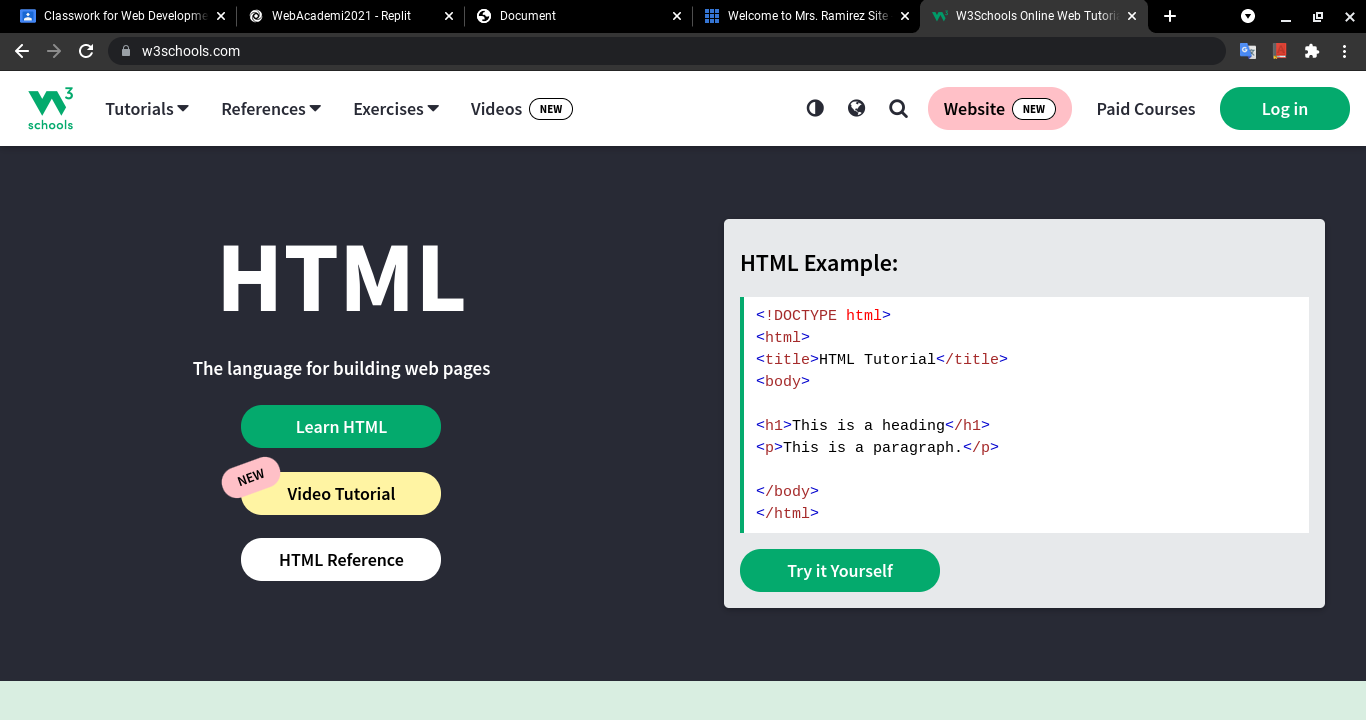 Classwork for Web Developme
WebAcademi2021 - Replit
Document
Welcome to Mrs. Ramirez Site
W3Schools Online Web Tutoria
w3schools.com
W3 schools
Tutorials
References
Exercises
Videos NEW
Website NEW
Paid Courses
Log in
HTML
The language for building web pages
Learn HTML
NEW
Video Tutorial
HTML Reference
HTML Example:
<!DOCTYPE html>
<html>
<title>HTML Tutorial</title>
<body>
<h1>This is a heading</h1>
<p>This is a paragraph.</p>
</body>
</html>
Try it Yourself